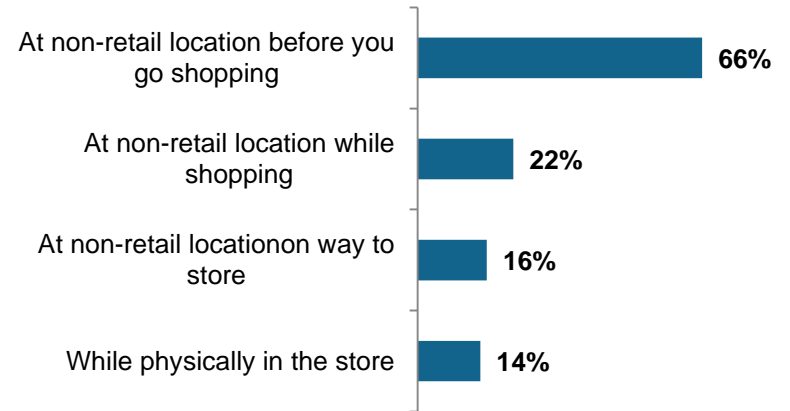 At non-retail location before you
go shopping
66%
At non-retail location while
shopping
22%
At non-retail locationon way to
store
16%
While physically in the store
14%